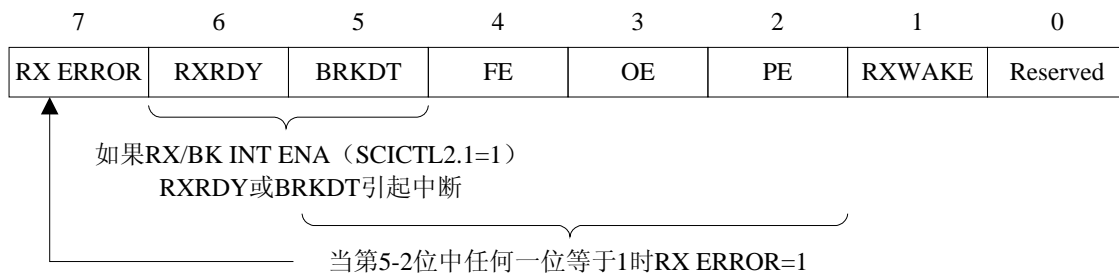 7 6 5 4 3 2 1 0
RX ERROR RXRDY BRKDT FE OE PE RXWAKE Reserved
如果RX/BK INT ENA（SCICTL2.1=1）
RXRDY或BRKDT引起中断
当第5-2位中任何一位等于1时RX ERROR=1